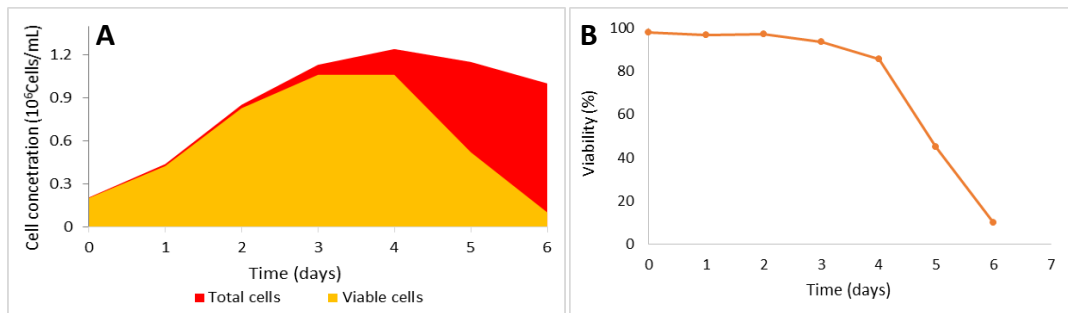 A
Cell concetration (10⁶Cells/mL)
1.2
0.9
0.6
0.3
0
0 1 2 3 4 5 6
Time (days)
Total cells Viable cells
B
Viability (%)
100
80
60
40
20
0
0 1 2 3 4 5 6 7
Time (days)